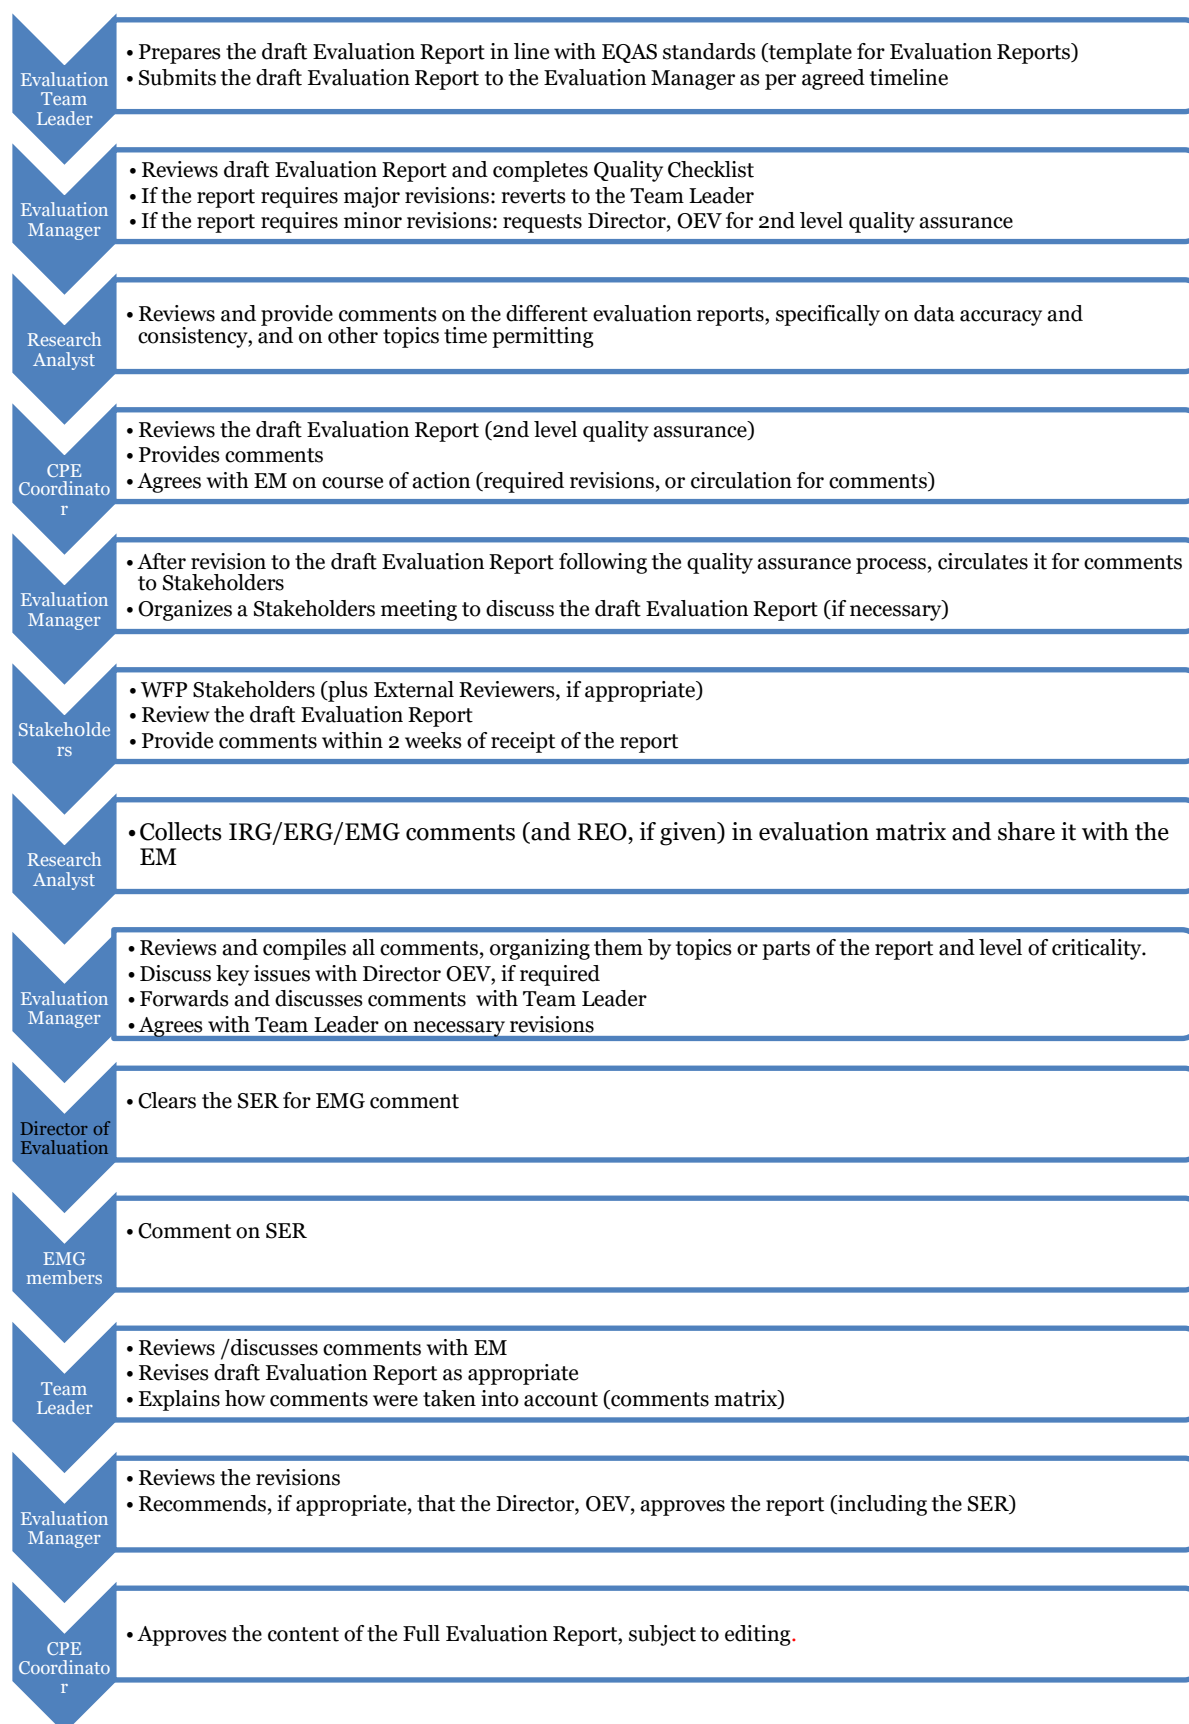 Evaluation
Team
Leader
• Prepares the draft Evaluation Report in line with EQAS standards (template for Evaluation Reports)
• Submits the draft Evaluation Report to the Evaluation Manager as per agreed timeline
Evaluation
Manager
• Reviews draft Evaluation Report and completes Quality Checklist
• If the report requires major revisions: reverts to the Team Leader
• If the report requires minor revisions: requests Director, OEV for 2nd level quality assurance
Research
Analyst
• Reviews and provide comments on the different evaluation reports, specifically on data accuracy and
consistency, and on other topics time permitting
CPE
Coordinato
r
• Reviews the draft Evaluation Report (2nd level quality assurance)
• Provides comments
• Agrees with EM on course of action (required revisions, or circulation for comments)
Evaluation
Manager
• After revision to the draft Evaluation Report following the quality assurance process, circulates it for comments
to Stakeholders
• Organizes a Stakeholders meeting to discuss the draft Evaluation Report (if necessary)
Stakeholde
rs
• WFP Stakeholders (plus External Reviewers, if appropriate)
• Review the draft Evaluation Report
• Provide comments within 2 weeks of receipt of the report
Research
Analyst
• Collects IRG/ERG/EMG comments (and REO, if given) in evaluation matrix and share it with the
EM
Evaluation
Manager
• Reviews and compiles all comments, organizing them by topics or parts of the report and level of criticality.
• Discuss key issues with Director OEV, if required
• Forwards and discusses comments with Team Leader
• Agrees with Team Leader on necessary revisions
Director of
Evaluation
• Clears the SER for EMG comment
EMG
members
• Comment on SER
Team
Leader
• Reviews /discusses comments with EM
• Revises draft Evaluation Report as appropriate
• Explains how comments were taken into account (comments matrix)
Evaluation
Manager
• Reviews the revisions
• Recommends, if appropriate, that the Director, OEV, approves the report (including the SER)
CPE
Coordinato
r
• Approves the content of the Full Evaluation Report, subject to editing.